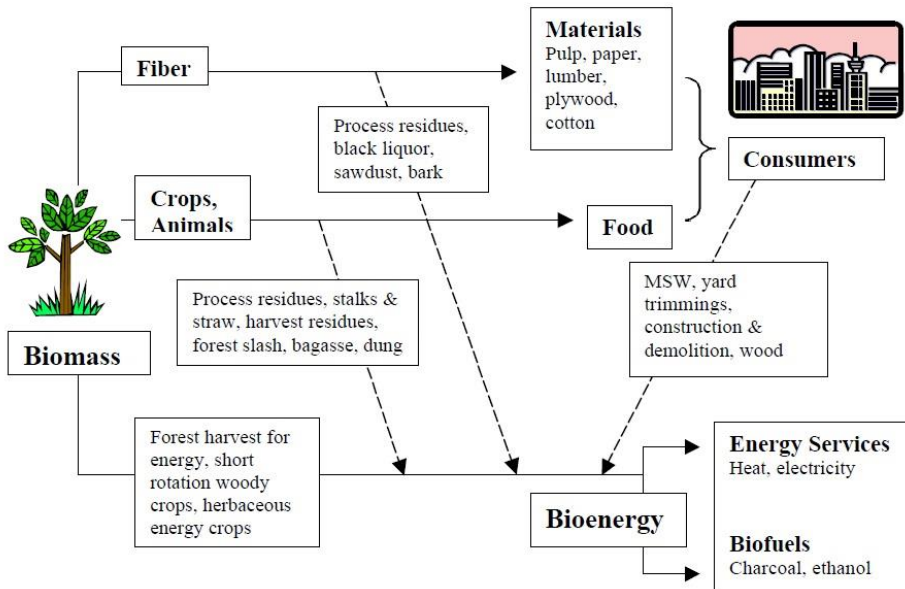 Fiber
Materials
Pulp, paper,
lumber,
plywood,
cotton
Process residues,
black liquor,
sawdust, bark
Consumers
Crops,
Animals
Food
Process residues, stalks &
straw, harvest residues,
forest slash, bagasse, dung
MSW, yard
trimmings,
construction &
demolition, wood
Biomass
Forest harvest for
energy, short
rotation woody
crops, herbaceous
energy crops
Bioenergy
Energy Services
Heat, electricity
Biofuels
Charcoal, ethanol